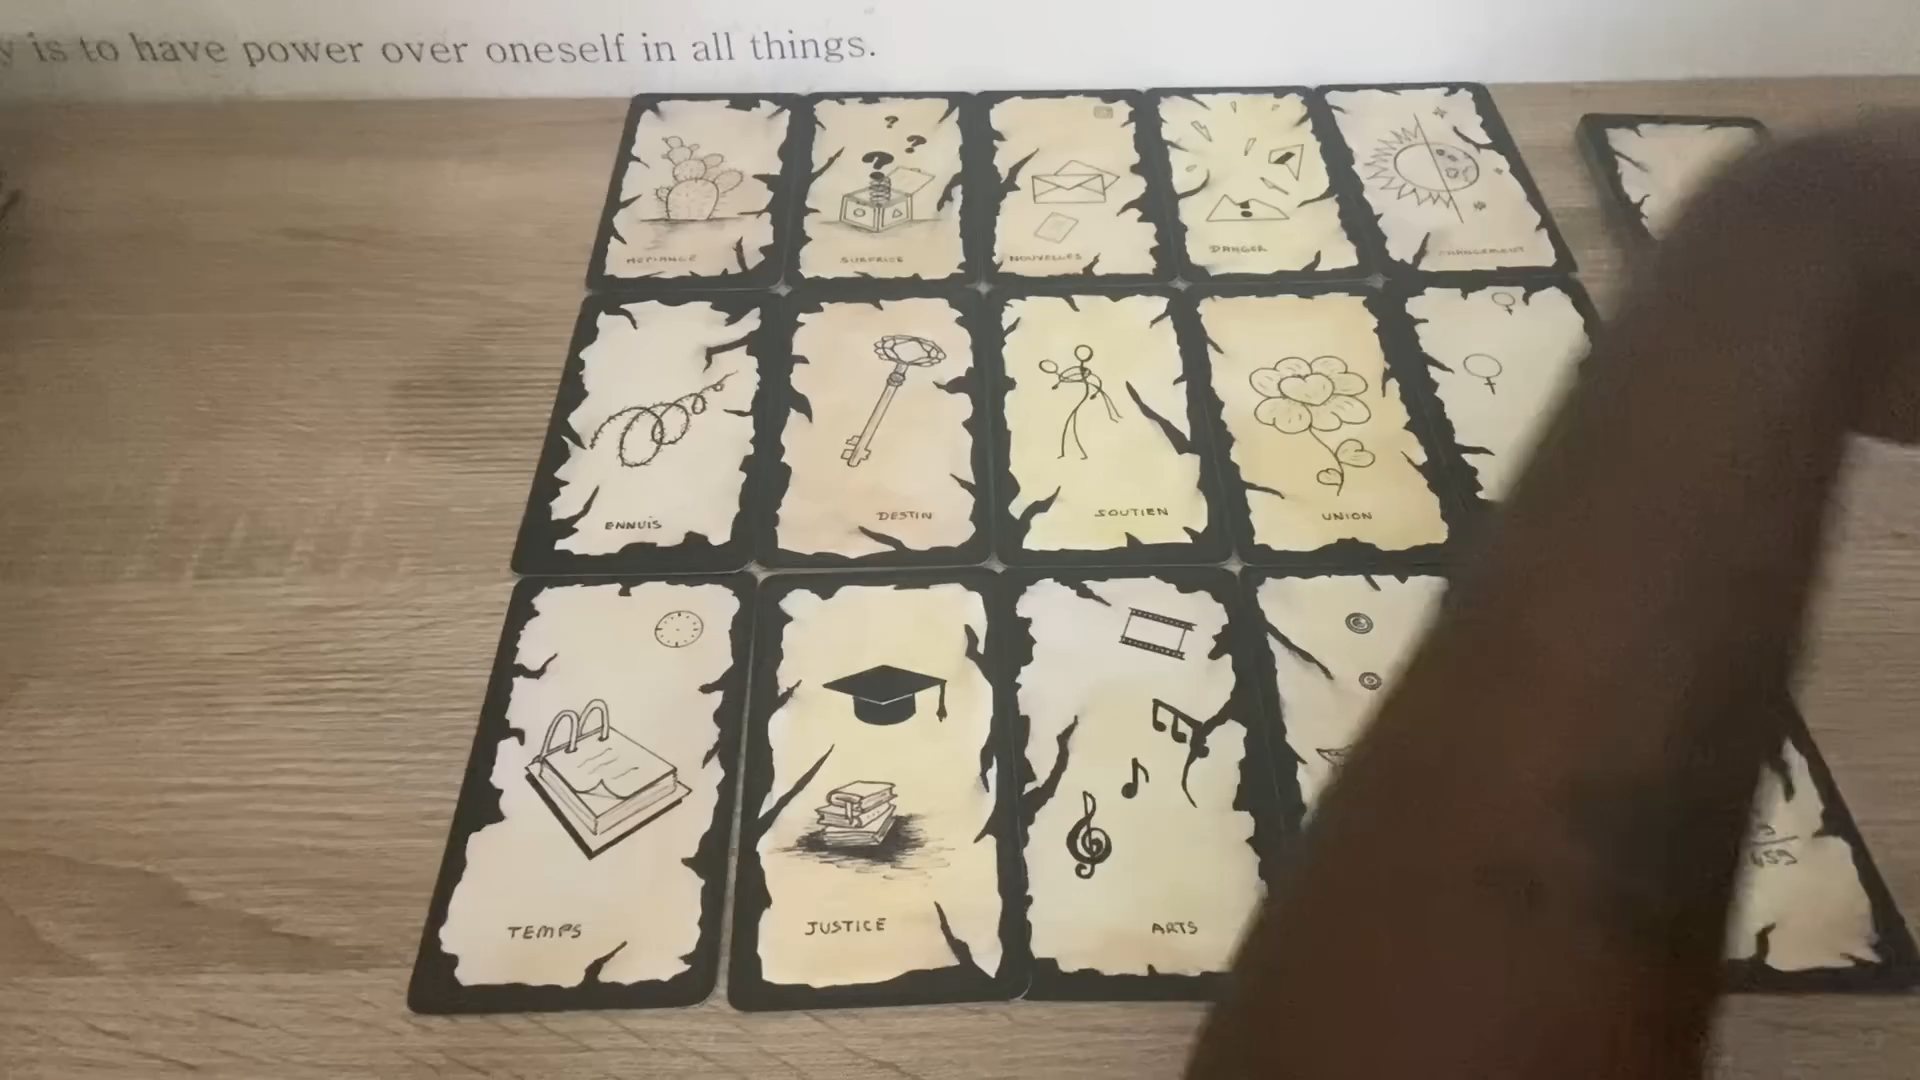 is to have power over oneself in all things.
MEFIANCE
SURPRISE
NOUVELLES
DANGER
CHANGEMENT
ENNUIS
DESTIN
SOUTIEN
UNION
TEMPS
JUSTICE
ARTS